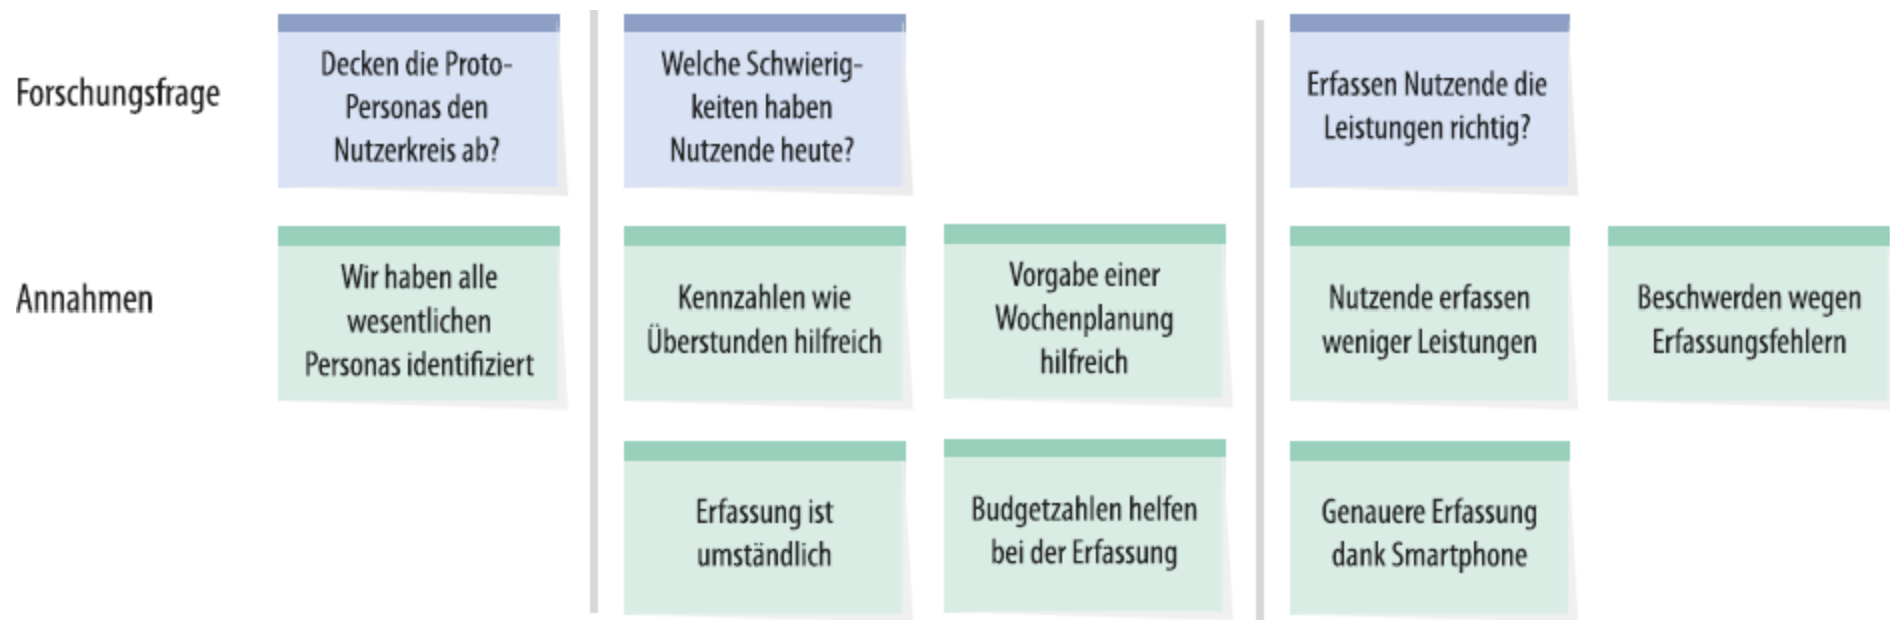 Forschungsfrage
Decken die Proto-
Personas den
Nutzerkreis ab?
Welche Schwierig-
keiten haben
Nutzende heute?
Erfassen Nutzende die
Leistungen richtig?
Annahmen
Wir haben alle
wesentlichen
Personas identifiziert
Kennzahlen wie
Überstunden hilfreich
Vorgabe einer
Wochenplanung
hilfreich
Nutzende erfassen
weniger Leistungen
Beschwerden wegen
Erfassungsfehlern
Erfassung ist
umständlich
Budgetzahlen helfen
bei der Erfassung
Genauere Erfassung
dank Smartphone